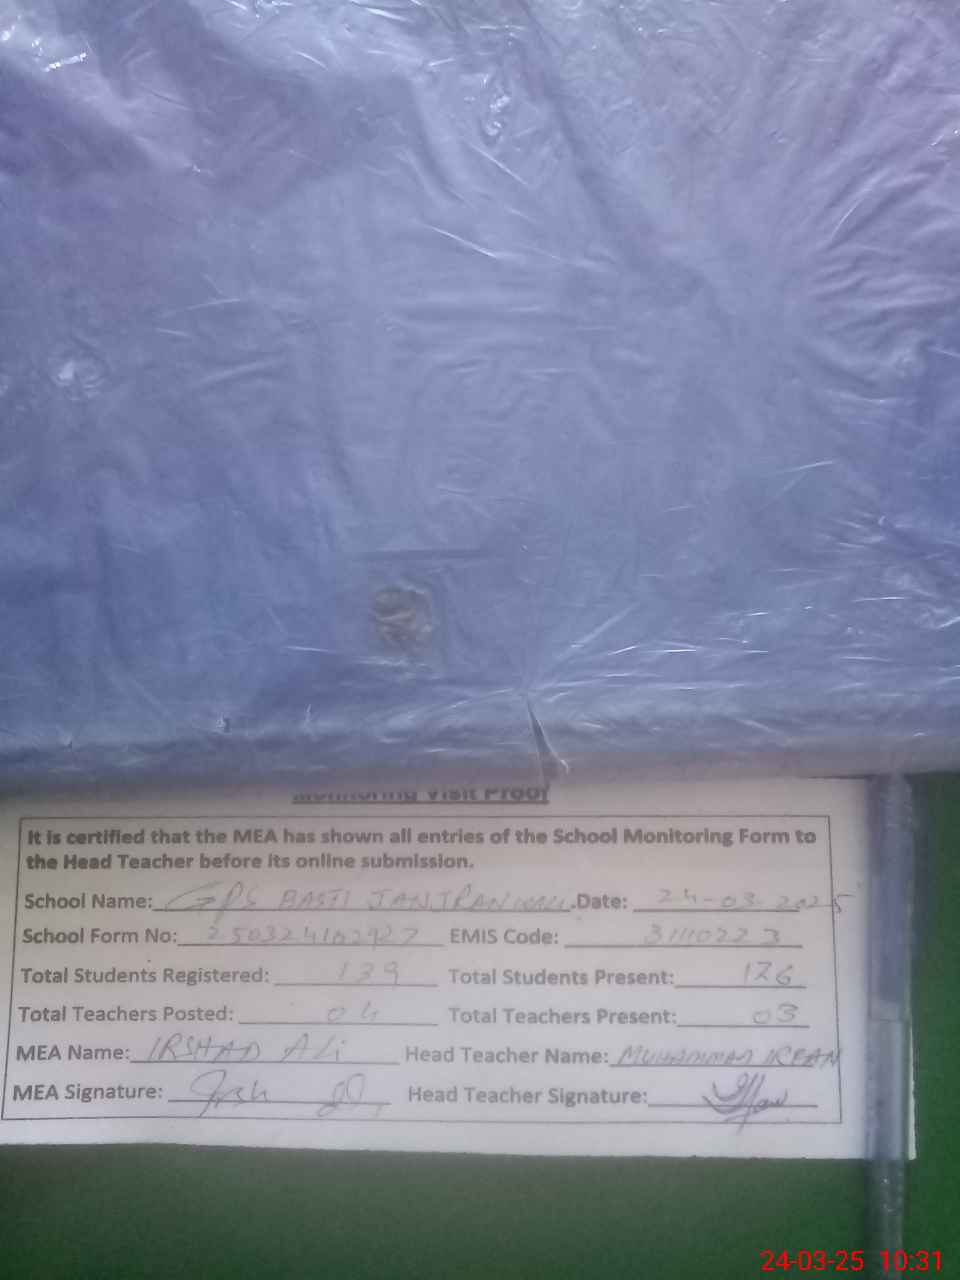 Monitoring Visit Proof
It is certified that the MEA has shown all entries of the School Monitoring Form to
the Head Teacher before its online submission.
School Name: GPS BASTI Date: 24-03-2025
School Form No: EMIS Code: 31110223
Total Students Registered: 139 Total Students Present: 126
Total Teachers Posted: 04 Total Teachers Present: 03
MEA Name: IRSHAD Ali Head Teacher Name: MUHAMMAD IRFAN
MEA Signature: Head Teacher Signature:
24-03-25 10:31